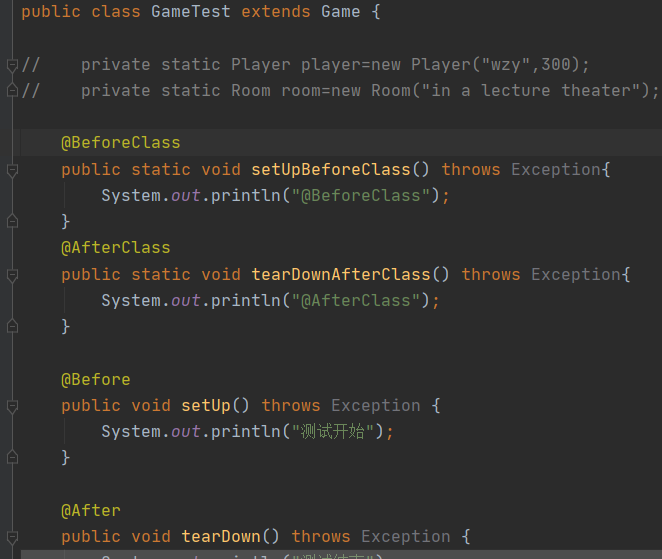 public class GameTest extends Game {
//    private static Player player=new Player("wzy",300);
//    private static Room room=new Room("in a lecture theater");
@BeforeClass
public static void setUpBeforeClass() throws Exception{
System.out.println("@BeforeClass");
}
@AfterClass
public static void tearDownAfterClass() throws Exception{
System.out.println("@AfterClass");
}
@Before
public void setUp() throws Exception {
System.out.println("测试开始");
}
@After
public void tearDown() throws Exception {